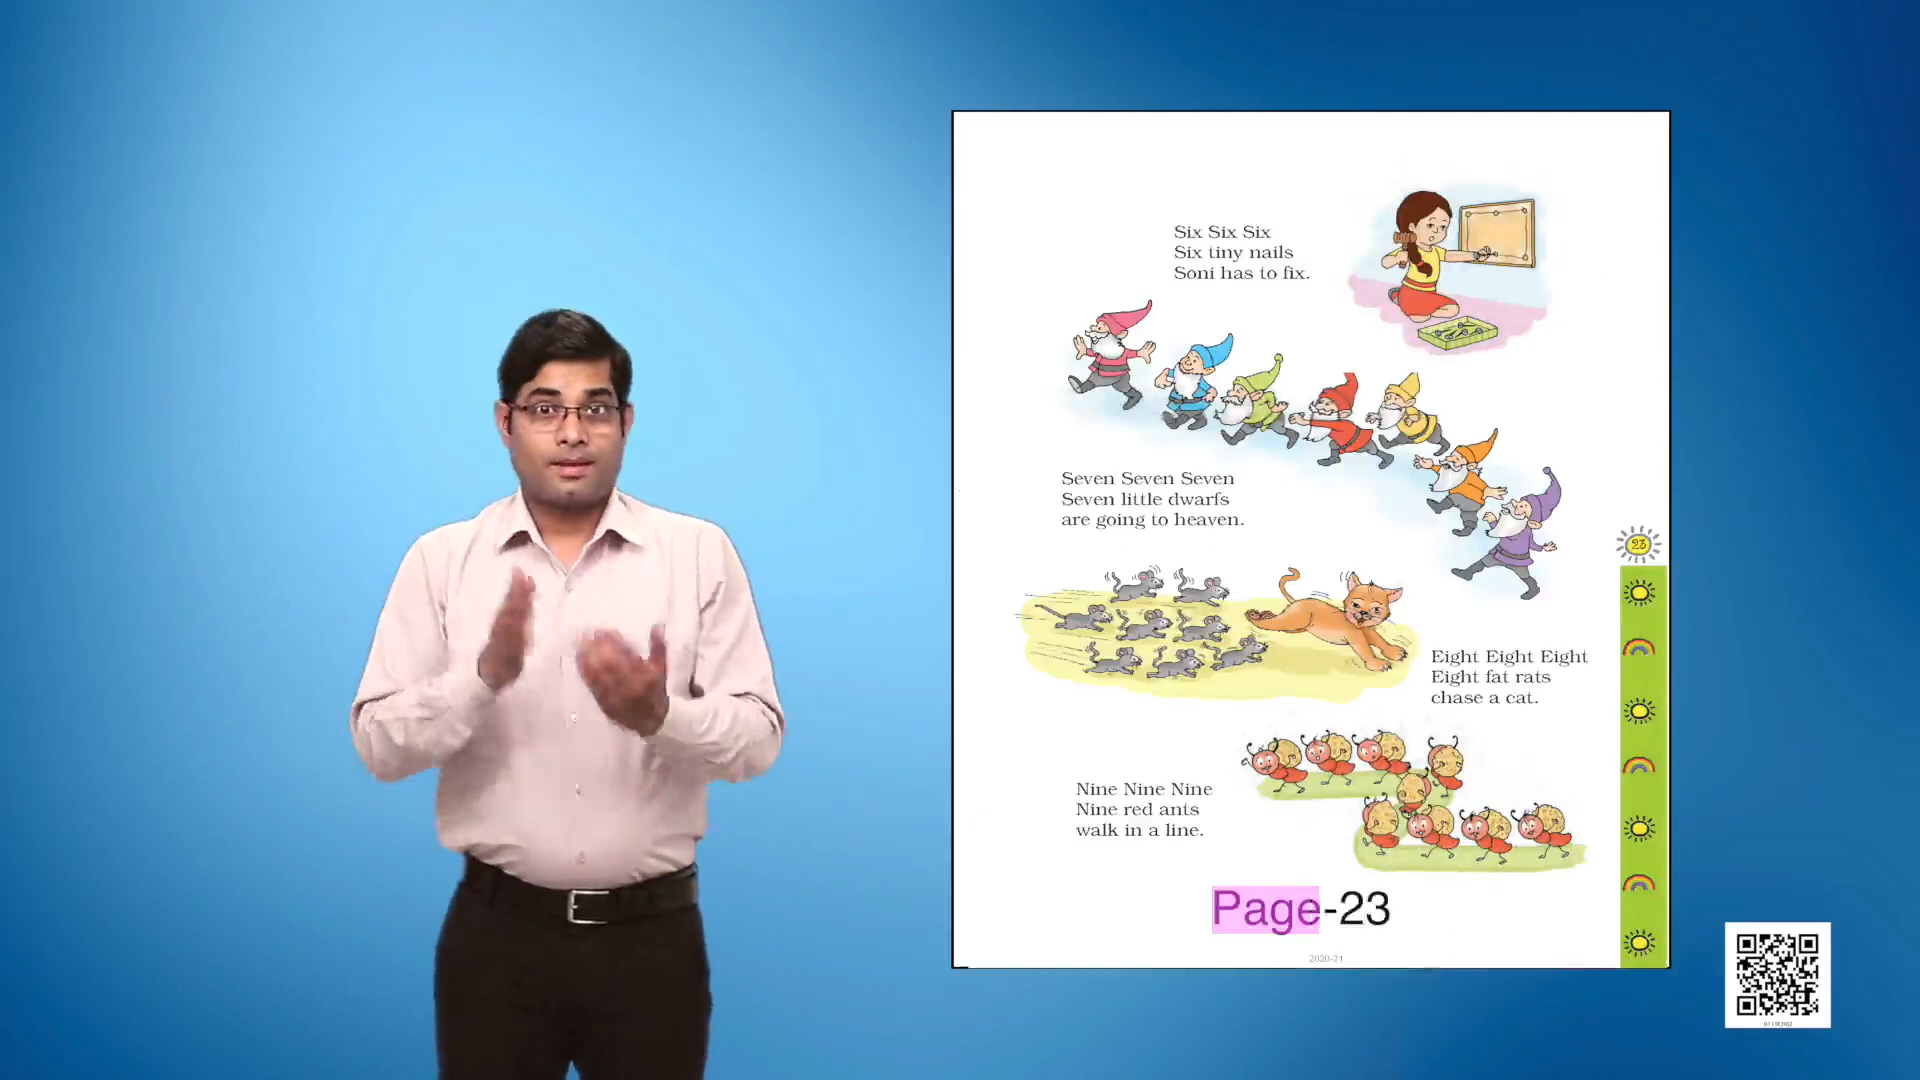 Six Six Six
Six tiny nails
Soni has to fix.
Seven Seven Seven
Seven little dwarfs
are going to heaven.
23
Eight Eight Eight
Eight fat rats
chase a cat.
Nine Nine Nine
Nine red ants
walk in a line.
Page-23
2020-21
0119CH02